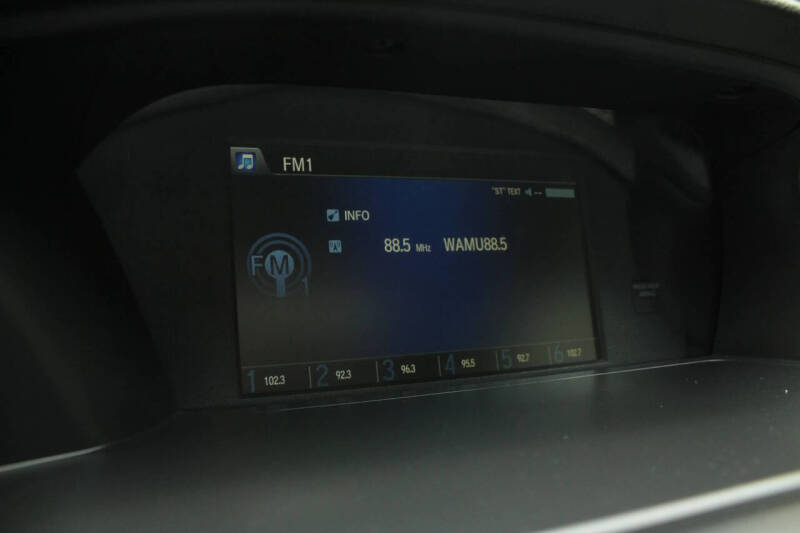 FM1
"ST" TEXT --
INFO
88.5 MHz WAMU88.5
FM 1
1 102.3 2 92.3 3 96.3 4 95.5 5 92.7 6 102.7